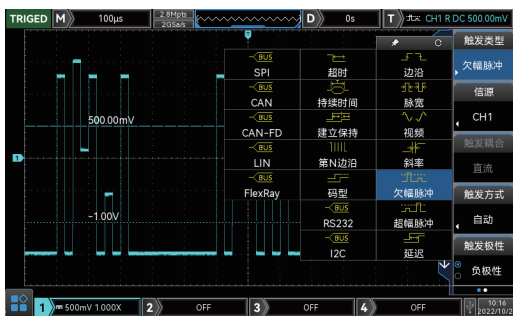 TRIGED M 100μs 2.8Mpts D 0s T CH1 R DC 500.00mV
2GSa/s
触发类型
C
BUS
SPI 超时 边沿
欠幅脉冲
BUS
CAN 持续时间 脉宽
信源
BUS
CAN-FD 建立保持 视频
CH1
500.00mV
BUS
LIN 第N边沿 斜率
触发耦合
直流
1
BUS
FlexRay 码型 欠幅脉冲
触发方式
-1.00V
BUS
RS232 超幅脉冲
自动
BUS
I2C 延迟
触发极性
负极性
1 500mV 1.000X 2 OFF 3 OFF 4 OFF 10:16
2022/10/2